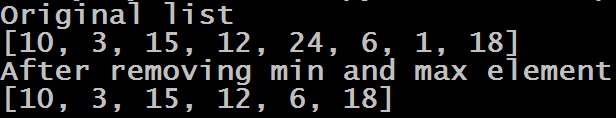 Original list
[10, 3, 15, 12, 24, 6, 1, 18]
After removing min and max element
[10, 3, 15, 12, 6, 18]